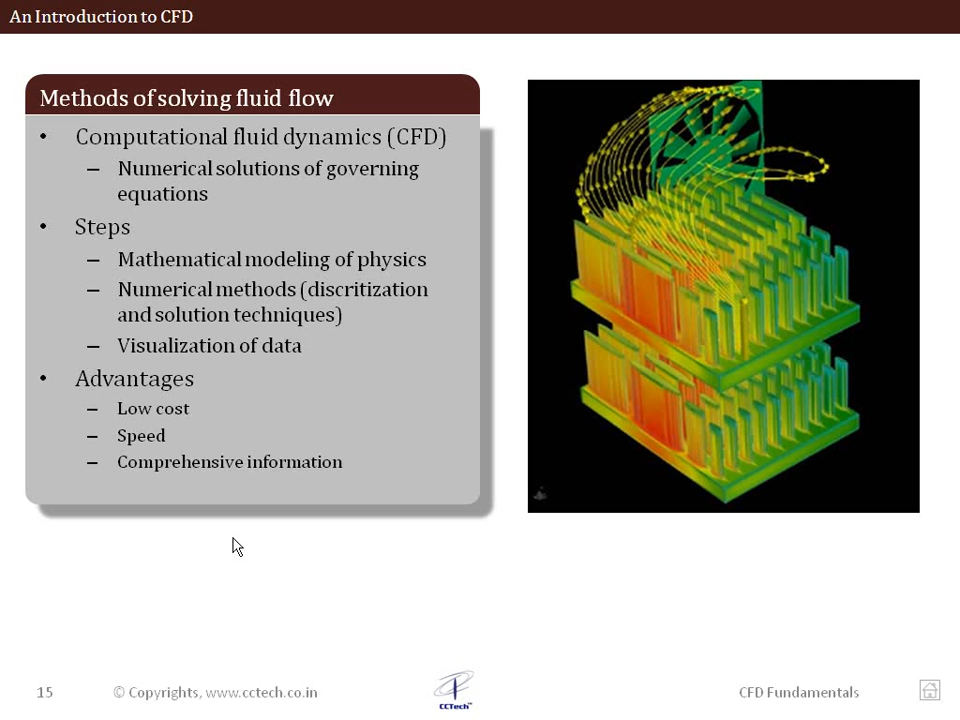 An Introduction to CFD
Methods of solving fluid flow
• Computational fluid dynamics (CFD)
– Numerical solutions of governing
equations
• Steps
– Mathematical modeling of physics
– Numerical methods (discritization
and solution techniques)
– Visualization of data
• Advantages
– Low cost
– Speed
– Comprehensive information
15
© Copyrights, www.cctech.co.in
CCTech™
CFD Fundamentals